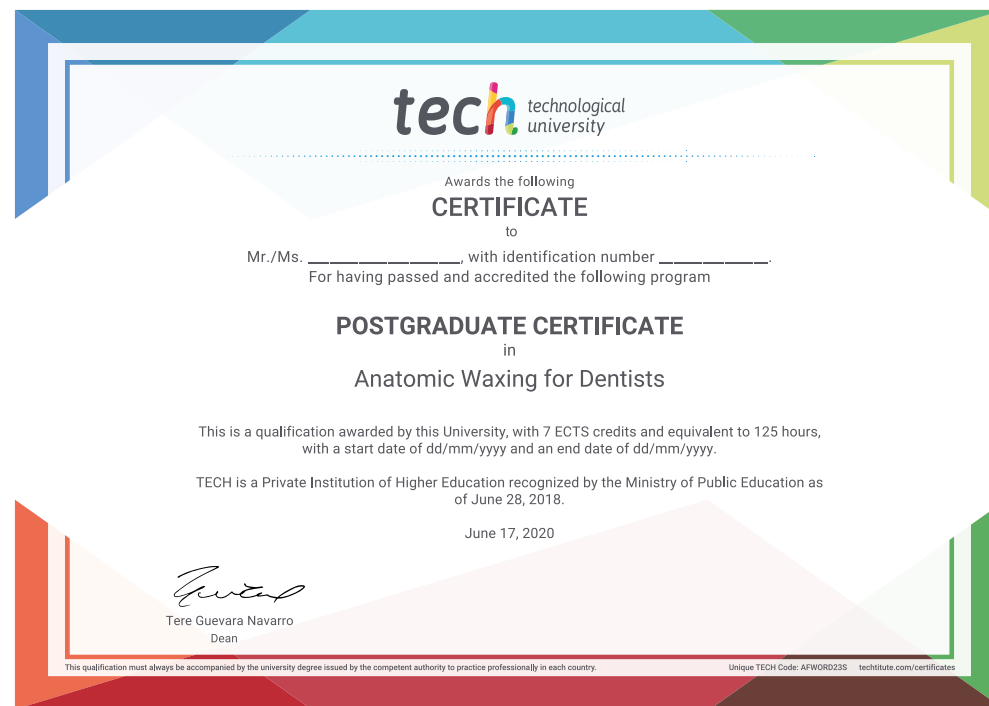 tech technological
university
Awards the following
CERTIFICATE
to
Mr./Ms. ____________________, with identification number ______________.
For having passed and accredited the following program
POSTGRADUATE CERTIFICATE
in
Anatomic Waxing for Dentists
This is a qualification awarded by this University, with 7 ECTS credits and equivalent to 125 hours,
with a start date of dd/mm/yyyy and an end date of dd/mm/yyyy.
TECH is a Private Institution of Higher Education recognized by the Ministry of Public Education as
of June 28, 2018.
June 17, 2020
Tere Guevara Navarro
Dean
This qualification must always be accompanied by the university degree issued by the competent authority to practice professionally in each country.
Unique TECH Code: AFWORD23S techtitute.com/certificates